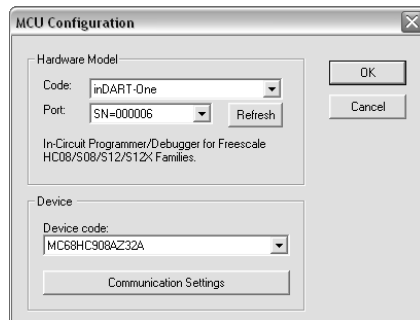 MCU Configuration
Hardware Model
Code: inDART-One
OK
Port: SN=000006 Refresh
Cancel
In-Circuit Programmer/Debugger for Freescale
HC08/S08/S12/S12X Families.
Device
Device code:
MC68HC908AZ32A
Communication Settings